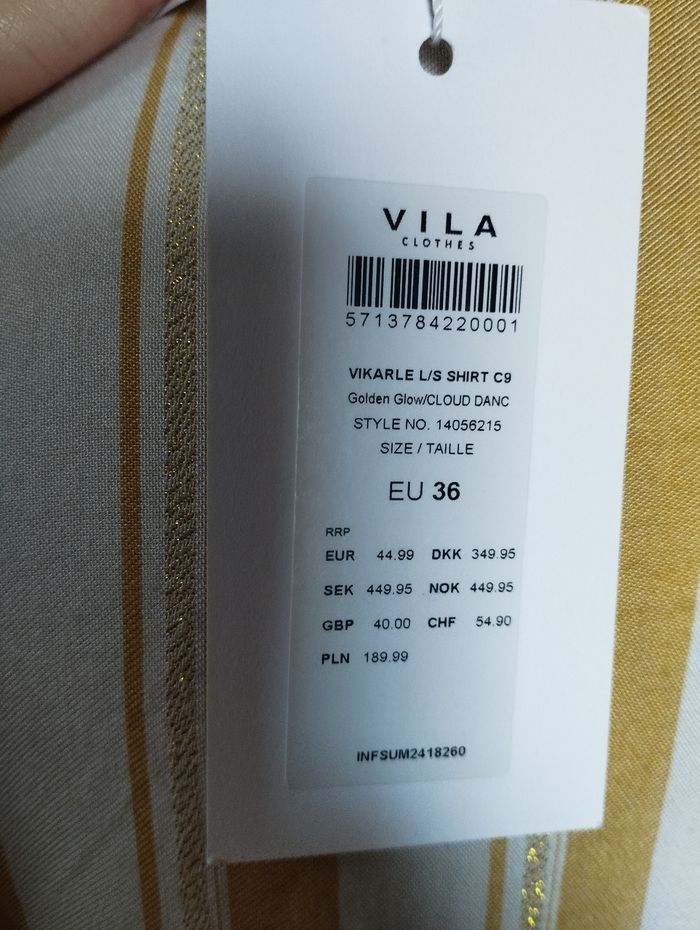 VILA
CLOTHES
5713784220001
VIKARLE L/S SHIRT C9
Golden Glow/CLOUD DANC
STYLE NO. 14056215
SIZE / TAILLE
EU 36
RRP
EUR 44.99 DKK 349.95
SEK 449.95 NOK 449.95
GBP 40.00 CHF 54.90
PLN 189.99
INFSUM2418260